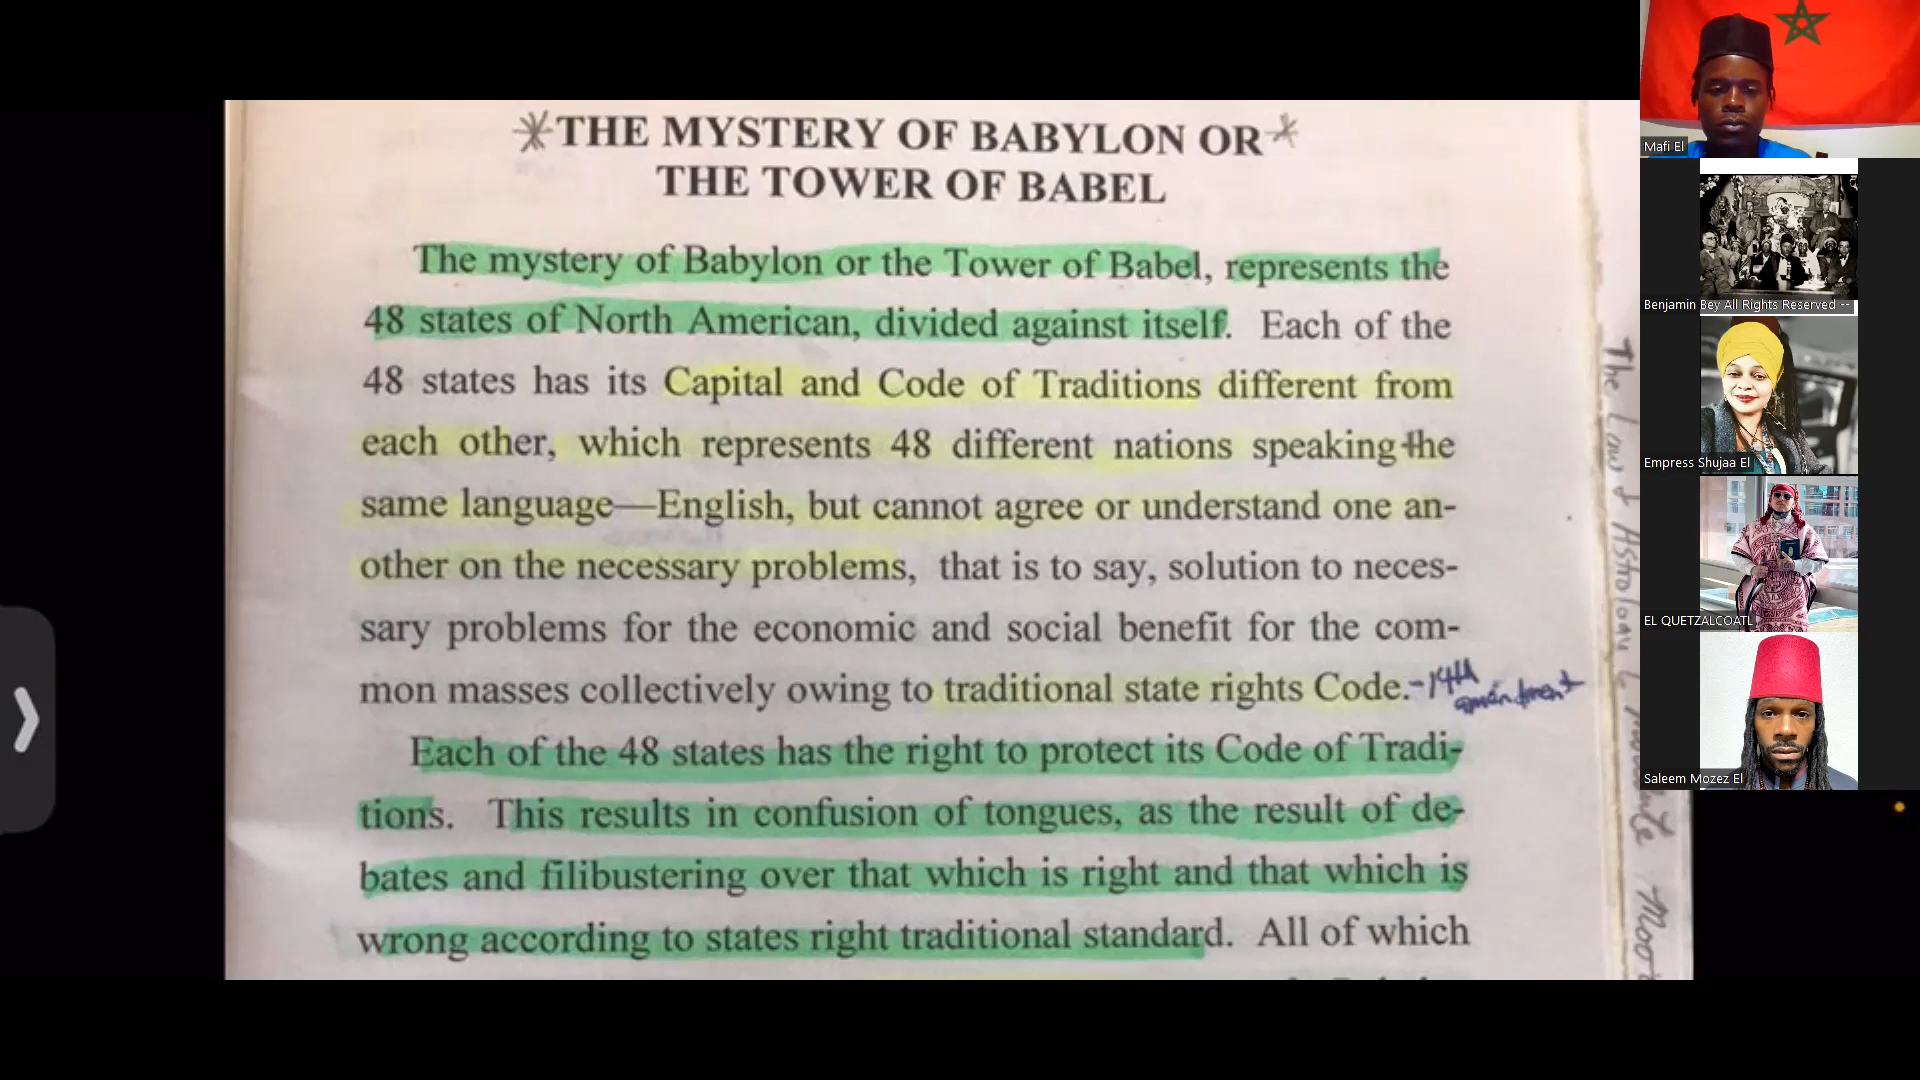 THE MYSTERY OF BABYLON OR
THE TOWER OF BABEL
The mystery of Babylon or the Tower of Babel, represents the
48 states of North American, divided against itself. Each of the
48 states has its Capital and Code of Traditions different from
each other, which represents 48 different nations speaking the
same language—English, but cannot agree or understand one an-
other on the necessary problems, that is to say, solution to neces-
sary problems for the economic and social benefit for the com-
mon masses collectively owing to traditional state rights Code. -14th
amendment
Each of the 48 states has the right to protect its Code of Tradi-
tions. This results in confusion of tongues, as the result of de-
bates and filibustering over that which is right and that which is
wrong according to states right traditional standard. All of which
The Law & Astrology
Moor
Mafi El
Benjamin Bey All Rights Reserved --
Empress Shujaa El
EL QUETZALCOATL
Saleem Mozez El